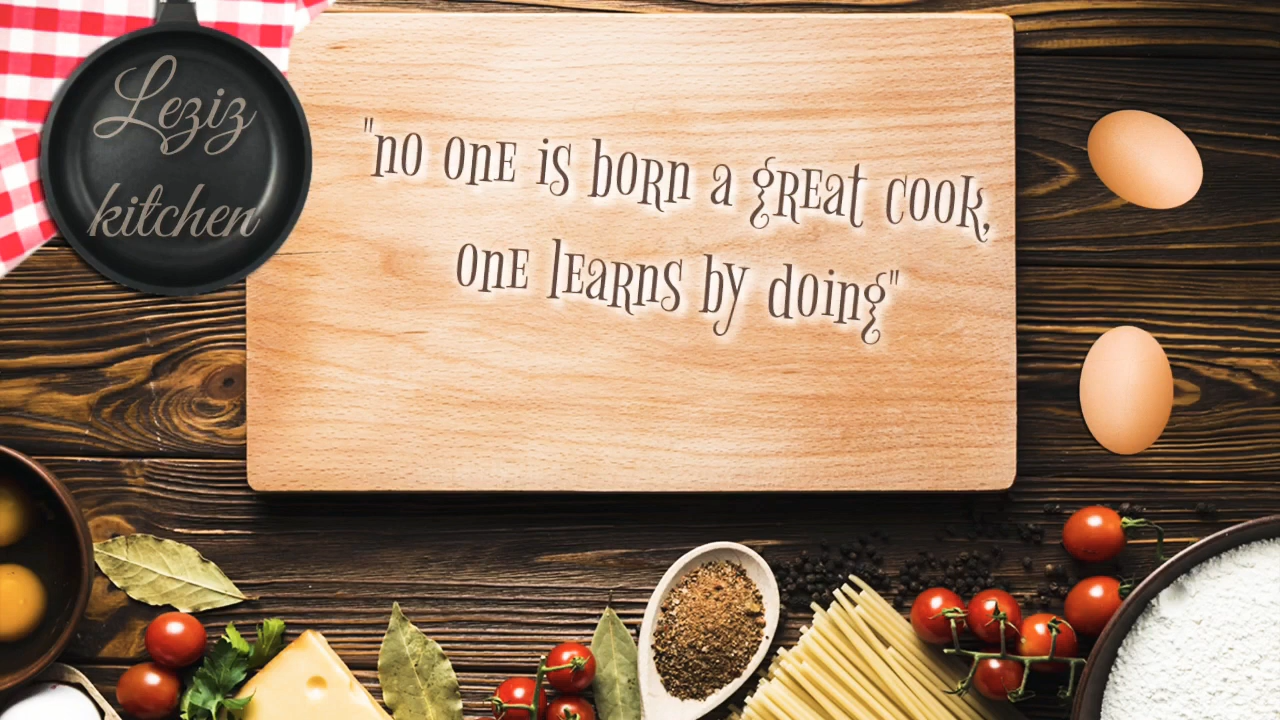 Leziz
kitchen
"no one is born a great cook,
one learns by doing"